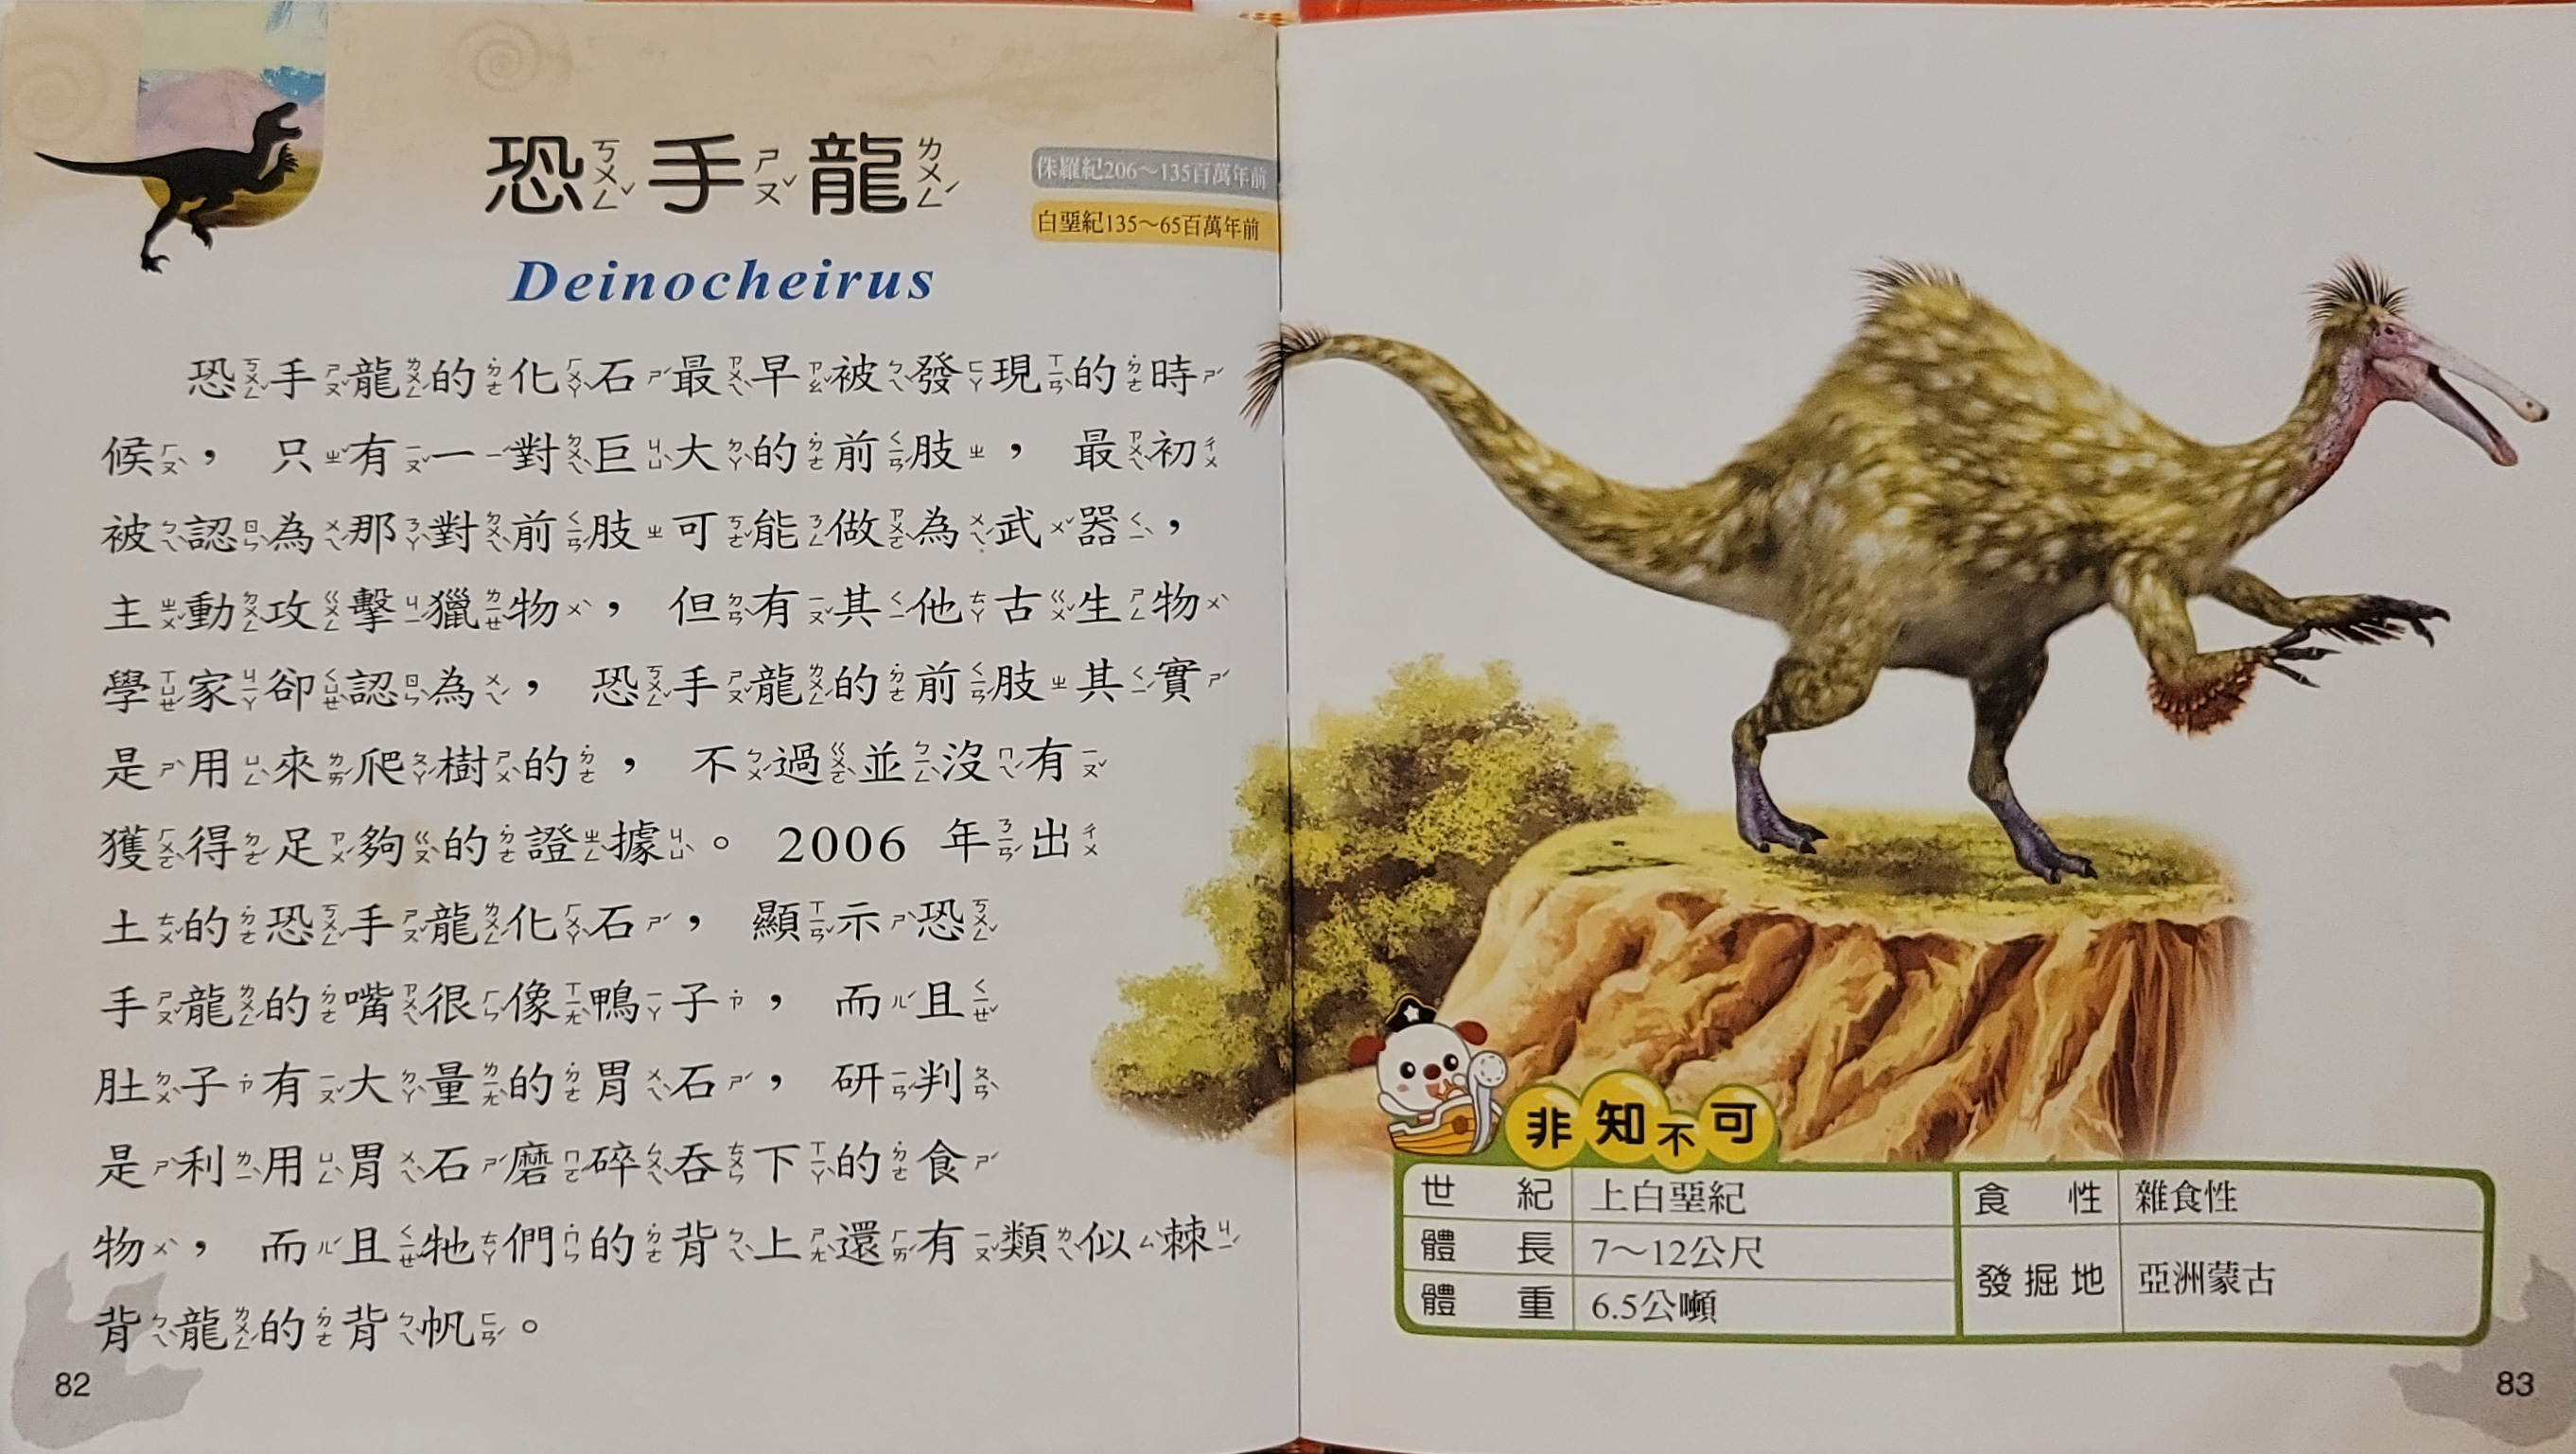 恐手龍
侏羅紀206～135百萬年前
白堊紀135～65百萬年前
Deinocheirus
恐手龍的化石最早被發現的時
候，只有一對巨大的前肢，最初
被認為那對前肢可能做為武器，
主動攻擊獵物，但有其他古生物
學家卻認為，恐手龍的前肢其實
是用來爬樹的，不過並沒有
獲得足夠的證據。2006 年出
土的恐手龍化石，顯示恐
手龍的嘴很像鴨子，而且
肚子有大量的胃石，研判
是利用胃石磨碎吞下的食
物，而且牠們的背上還有類似棘
背龍的背帆。
82
非知不可
世紀 上白堊紀
體長 7～12公尺
體重 6.5公噸
食性 雜食性
發掘地 亞洲蒙古
83